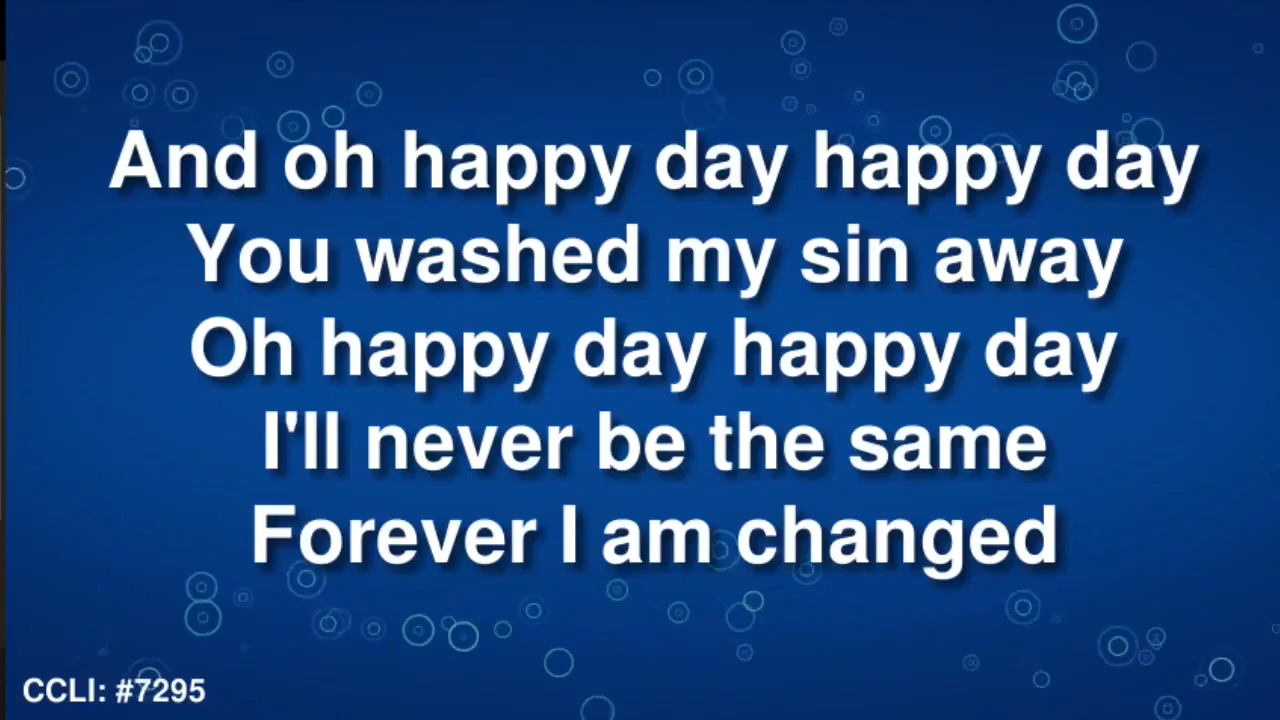 And oh happy day happy day
You washed my sin away
Oh happy day happy day
I'll never be the same
Forever I am changed
CCLI: #7295